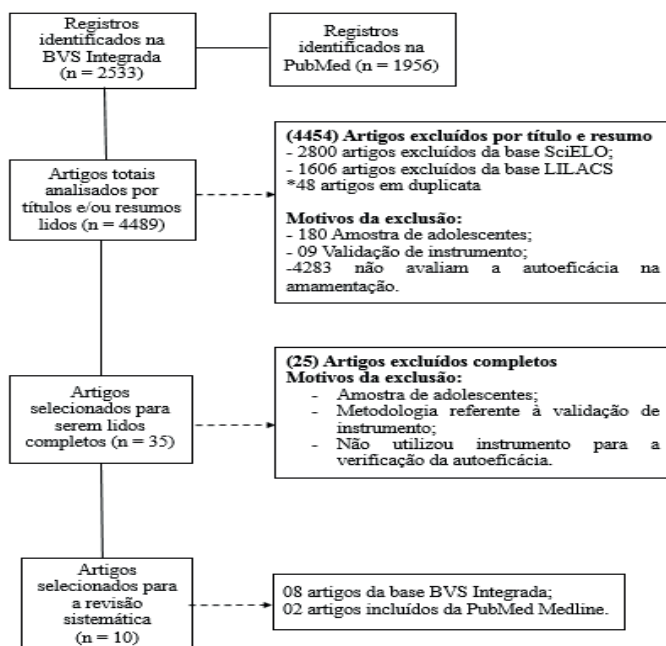 Registros
identificados na
BVS Integrada
(n = 2533)
Registros
identificados na
PubMed (n = 1956)
Artigos totais
analisados por
títulos e/ou resumos
lidos (n = 4489)
(4454) Artigos excluídos por título e resumo
- 2800 artigos excluídos da base SciELO;
- 1606 artigos excluídos da base LILACS
*48 artigos em duplicata
Motivos da exclusão:
- 180 Amostra de adolescentes;
- 09 Validação de instrumento;
-4283 não avaliam a autoeficácia na
amamentação.
Artigos
selecionados para
serem lidos
completos (n = 35)
(25) Artigos excluídos completos
Motivos da exclusão:
- Amostra de adolescentes;
- Metodologia referente à validação de
instrumento;
- Não utilizou instrumento para a
verificação da autoeficácia.
Artigos
selecionados para
a revisão
sistemática
(n = 10)
08 artigos da base BVS Integrada;
02 artigos incluídos da PubMed Medline.